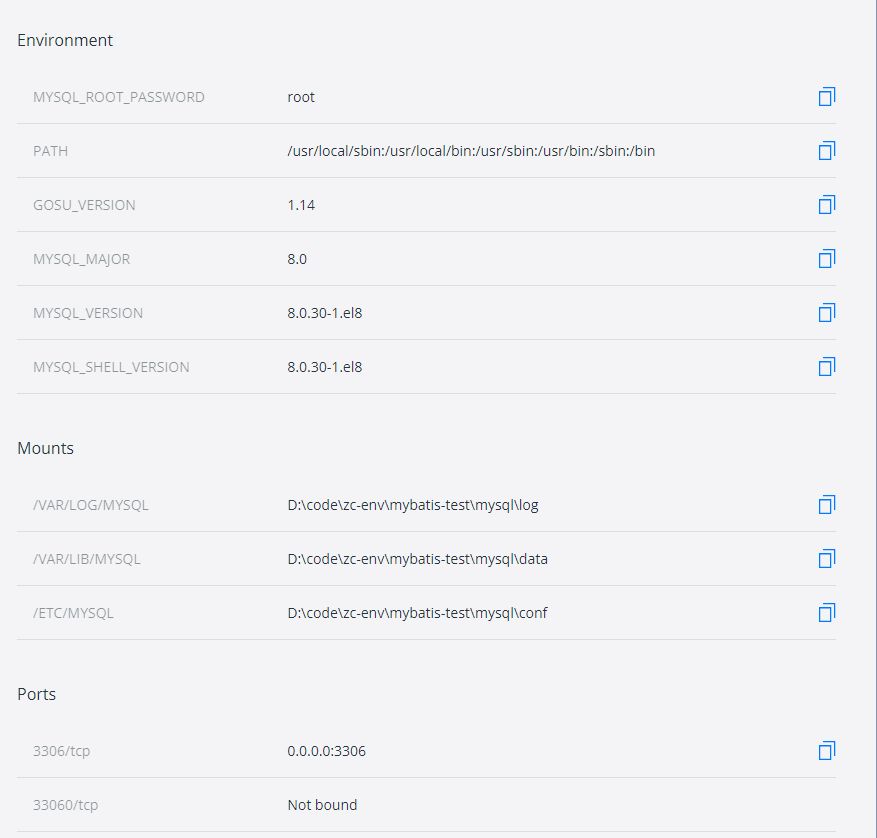 Environment
MYSQL_ROOT_PASSWORD root
PATH /usr/local/sbin:/usr/local/bin:/usr/sbin:/usr/bin:/sbin:/bin
GOSU_VERSION 1.14
MYSQL_MAJOR 8.0
MYSQL_VERSION 8.0.30-1.el8
MYSQL_SHELL_VERSION 8.0.30-1.el8
Mounts
/VAR/LOG/MYSQL D:\code\zc-env\mybatis-test\mysql\log
/VAR/LIB/MYSQL D:\code\zc-env\mybatis-test\mysql\data
/ETC/MYSQL D:\code\zc-env\mybatis-test\mysql\conf
Ports
3306/tcp 0.0.0.0:3306
33060/tcp Not bound